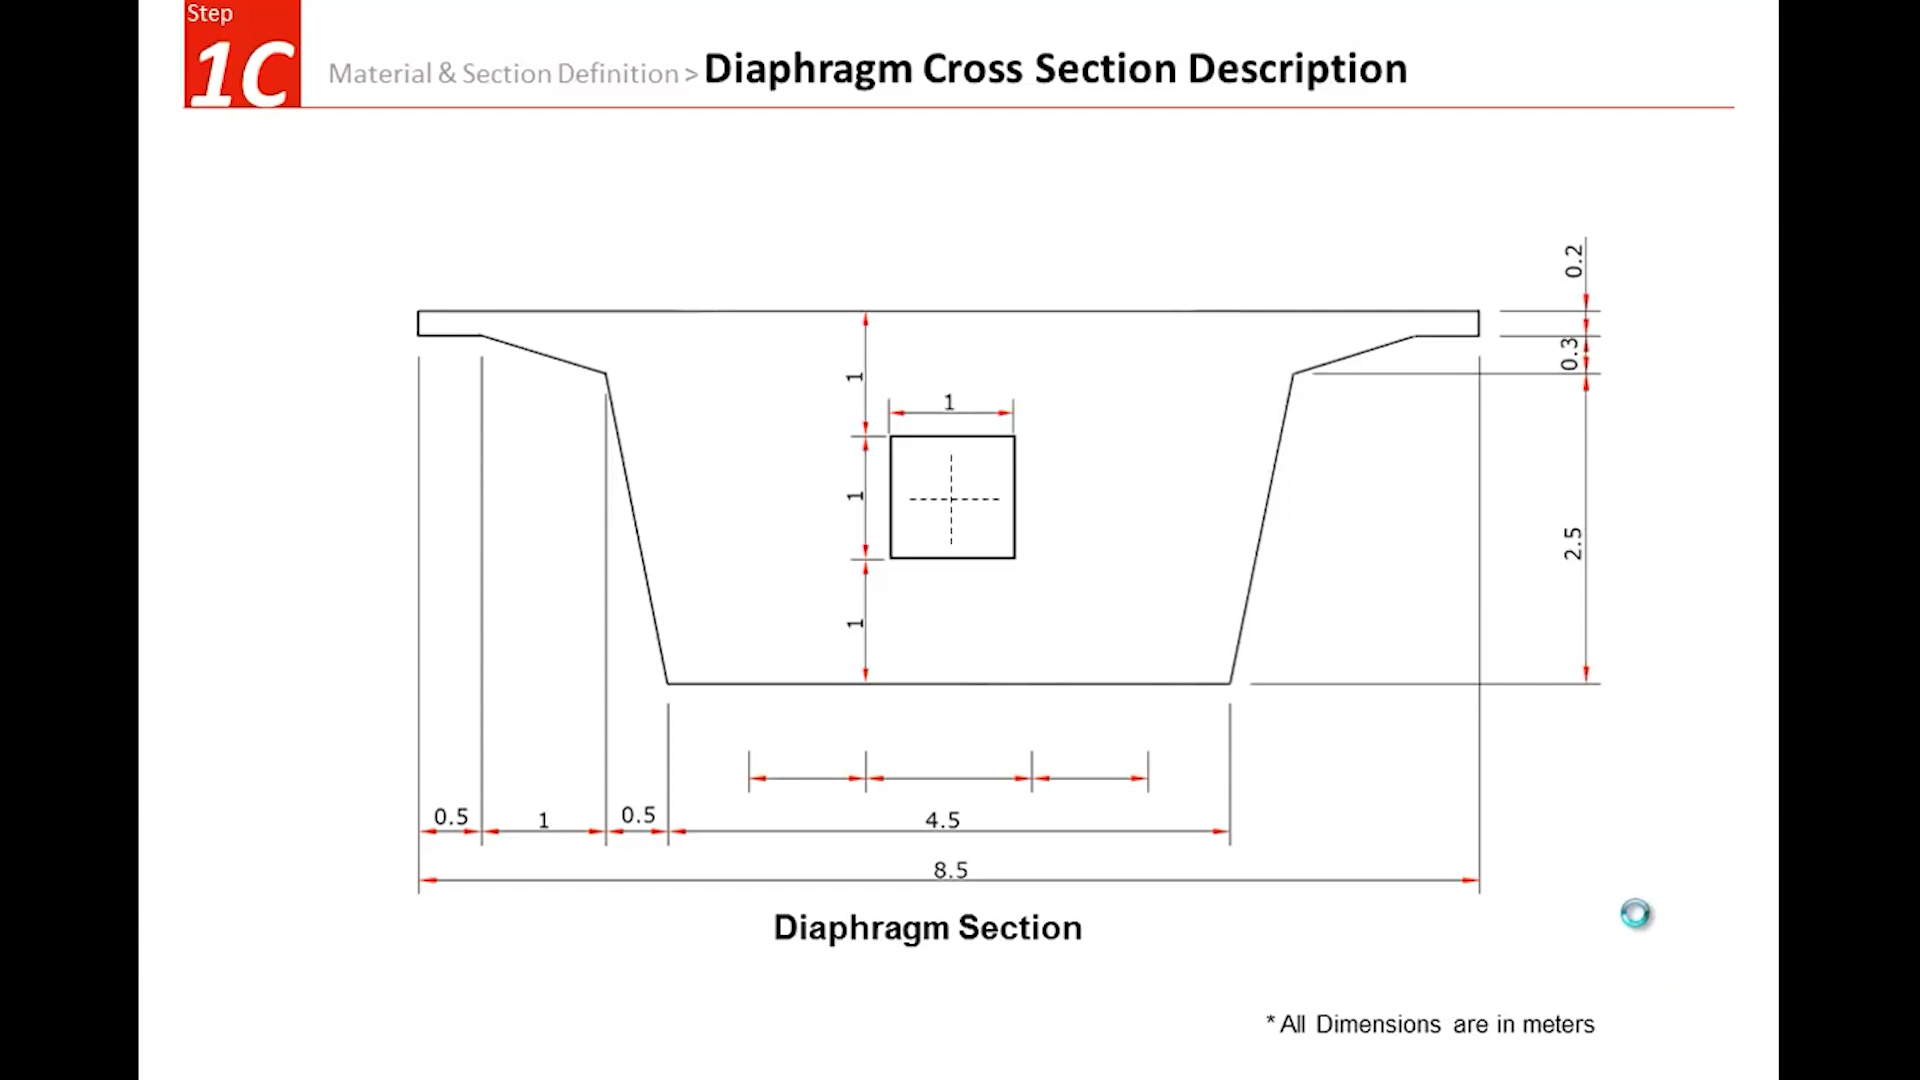 Step
1C
Material & Section Definition > Diaphragm Cross Section Description
0.2
0.3
1
1
1
2.5
1
0.5
1
0.5
4.5
8.5
Diaphragm Section
* All Dimensions are in meters